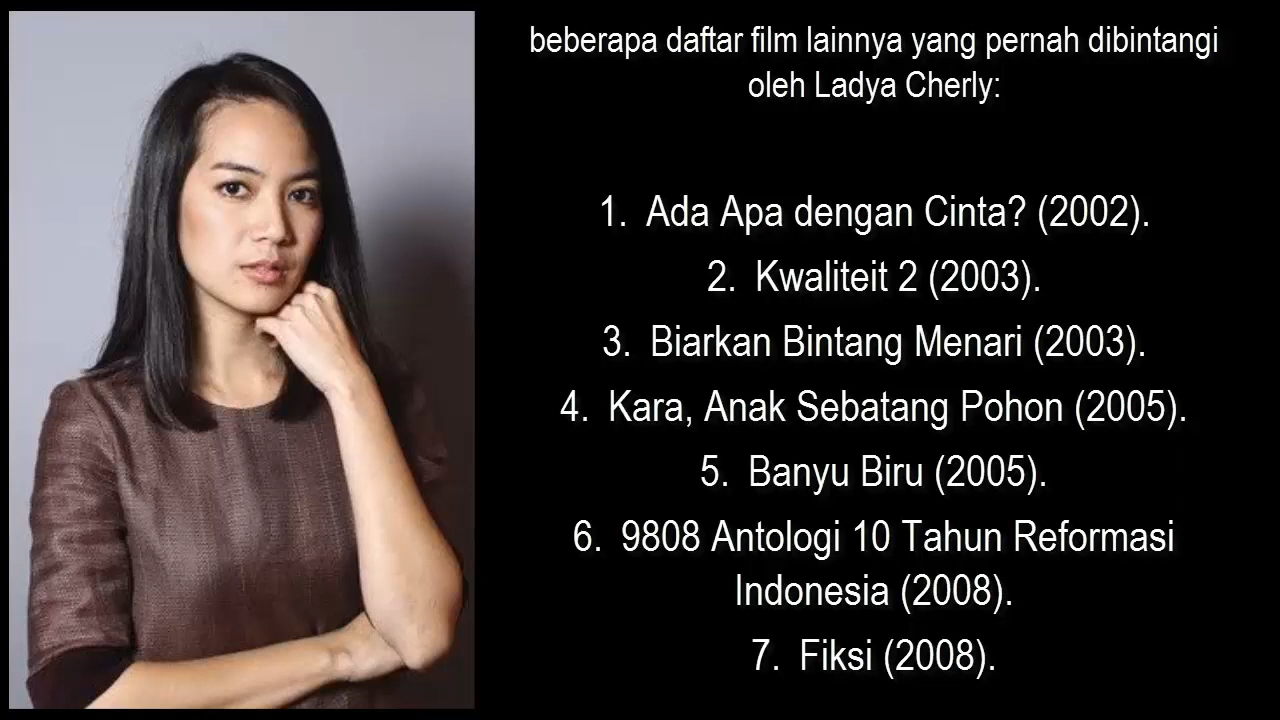 beberapa daftar film lainnya yang pernah dibintangi
oleh Ladya Cherly:
1. Ada Apa dengan Cinta? (2002).
2. Kwaliteit 2 (2003).
3. Biarkan Bintang Menari (2003).
4. Kara, Anak Sebatang Pohon (2005).
5. Banyu Biru (2005).
6. 9808 Antologi 10 Tahun Reformasi
Indonesia (2008).
7. Fiksi (2008).